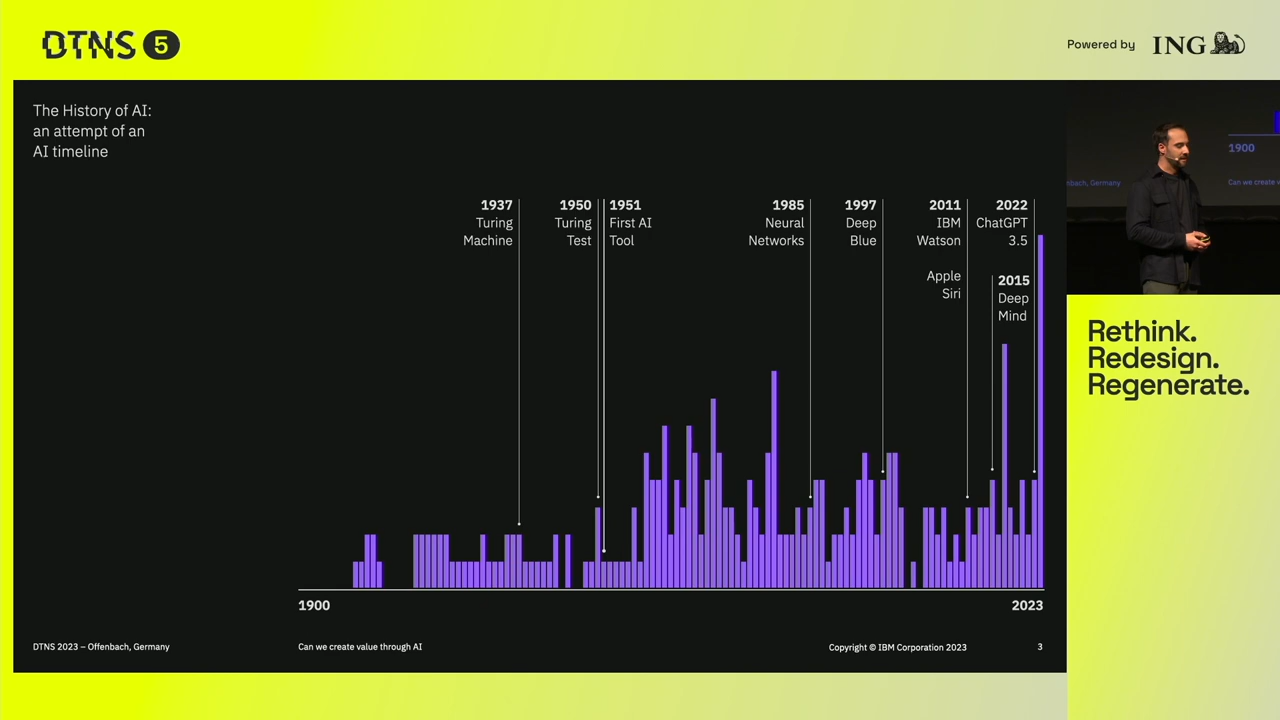 DTNS 5
Powered by ING
The History of AI:
an attempt of an
AI timeline
1937
Turing
Machine
1950
Turing
Test
1951
First AI
Tool
1985
Neural
Networks
1997
Deep
Blue
2011
IBM
Watson
Apple
Siri
2022
ChatGPT
3.5
2015
Deep
Mind
1900
2023
DTNS 2023 – Offenbach, Germany
Can we create value through AI
Copyright © IBM Corporation 2023
3
1900
Germany
Can we create
Rethink.
Redesign.
Regenerate.